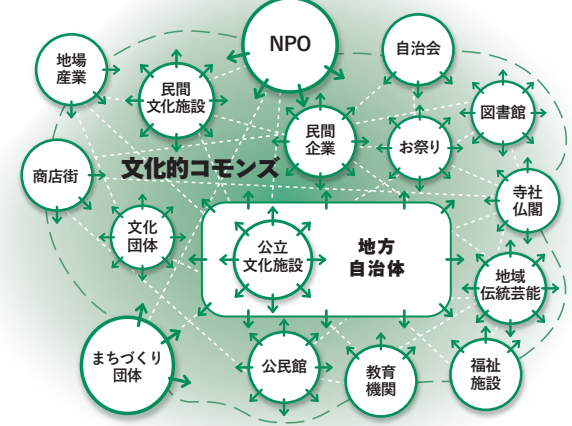 NPO
自治会
地場
産業
民間
文化施設
図書館
民間
企業
お祭り
文化的コモンズ
商店街
寺社
仏閣
文化
団体
公立
文化施設
地方
自治体
地域
伝統芸能
まちづくり
団体
公民館
教育
機関
福祉
施設